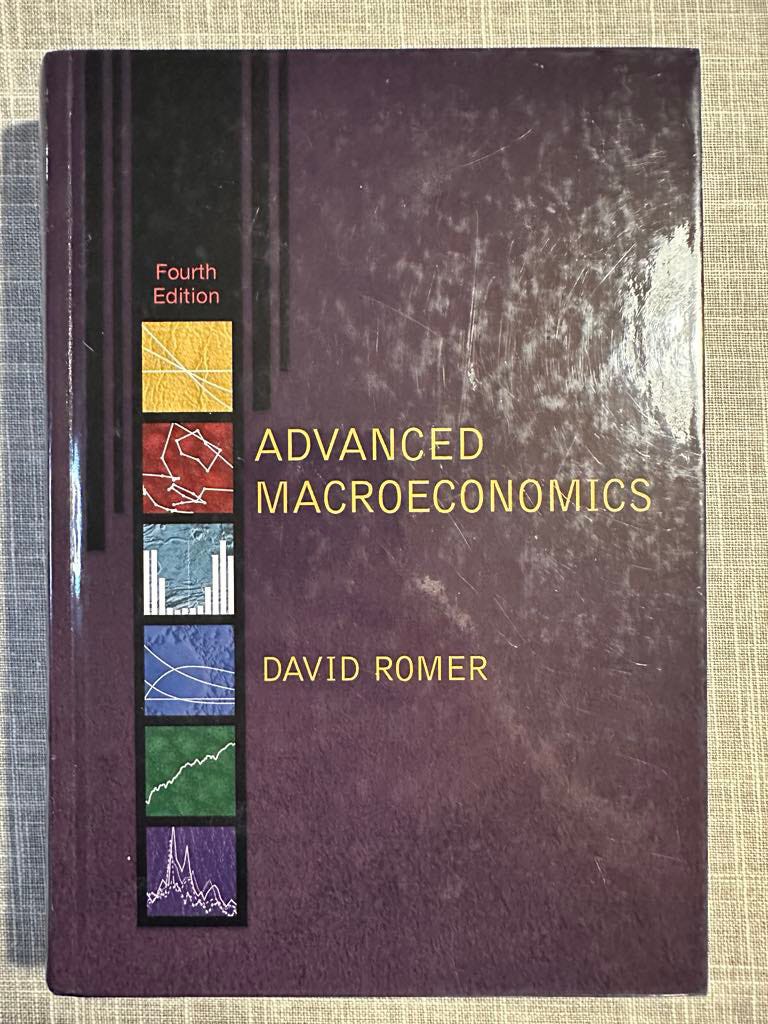 Fourth
Edition
ADVANCED
MACROECONOMICS
DAVID ROMER